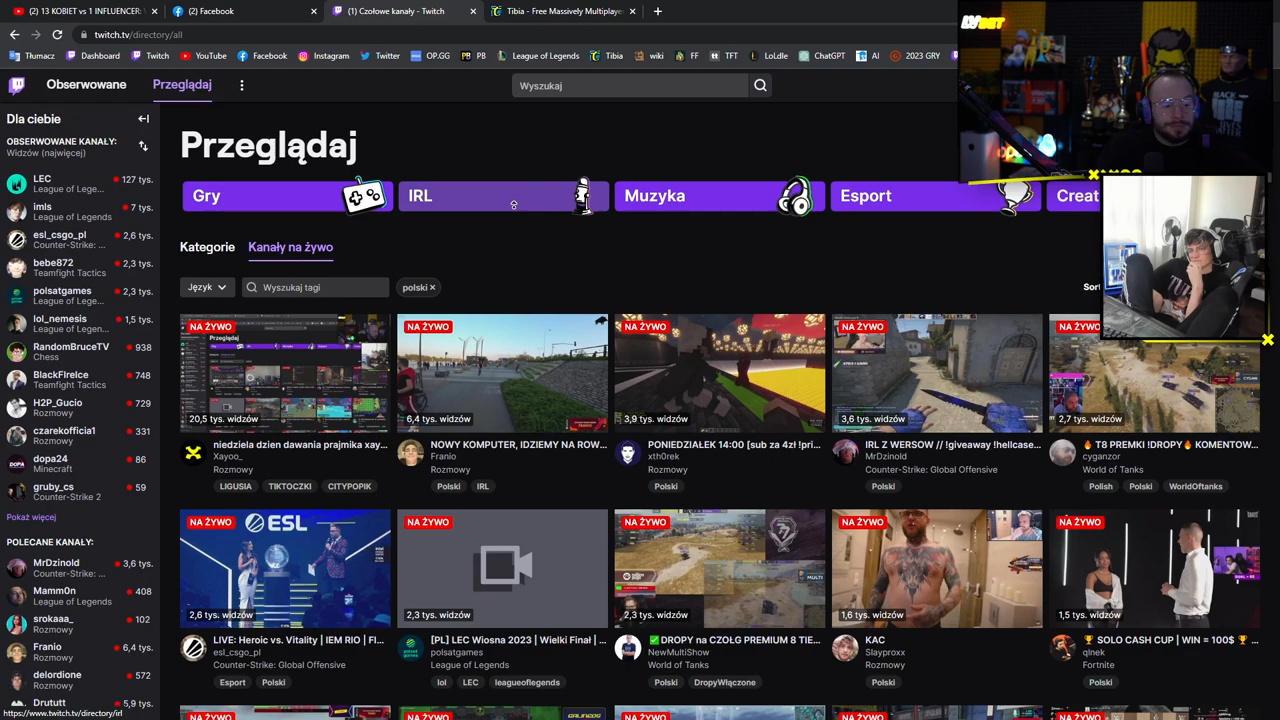 (2) 13 KOBIET vs 1 INFLUENCER:
(2) Facebook
(1) Czołowe kanały - Twitch
Tibia - Free Massively Multiplaye
twitch.tv/directory/all
Tłumacz
Dashboard
Twitch
YouTube
Facebook
Instagram
Twitter
OP.GG
PB
League of Legends
Tibia
wiki
FF
TFT
LoLdle
ChatGPT
AI
2023 GRY
LVBET
Obserwowane
Przeglądaj
Wyszukaj
Dla ciebie
OBSERWOWANE KANAŁY:
Widzów (najwięcej)
LEC
127 tys.
League of Lege...
imls
7 tys.
League of Legends
esl_csgo_pl
2,6 tys.
Counter-Strike: ...
bebe872
2,3 tys.
Teamfight Tactics
polsatgames
2,3 tys.
League of Lege...
lol_nemesis
1,5 tys.
League of Legen...
RandomBruceTV
938
Chess
BlackFireIce
748
Teamfight Tactics
H2P_Gucio
729
Rozmowy
czarekofficial1
337
Rozmowy
dopa24
86
Minecraft
gruby_cs
59
Counter-Strike 2
Pokaż więcej
POLECANE KANAŁY:
MrDzinold
3,6 tys.
Counter-Strike: ...
Mamm0n
408
League of Legends
srokaaa_
102
Rozmowy
Franio
6,4 tys.
Rozmowy
delordione
572
Rozmowy
Drututt
5,9 tys.
https://www.twitch.tv/directory/irl
Przeglądaj
Gry
IRL
Muzyka
Esport
Creat
Kategorie
Kanały na żywo
Język
Wyszukaj tagi
polski
Sort
NA ŻYWO
20,5 tys. widzów
niedziela dzien dawania prajmika xay...
Xayoo_
Rozmowy
LIGUSIA
TIKTOCZKI
CITYPOPIK
NA ŻYWO
6,4 tys. widzów
NOWY KOMPUTER, IDZIEMY NA ROW...
Franio
Rozmowy
Polski
IRL
NA ŻYWO
3,9 tys. widzów
PONIEDZIAŁEK 14:00 [sub za 4zł !pri...
xth0rek
Rozmowy
Polski
NA ŻYWO
3,6 tys. widzów
IRL Z WERSOW // !giveaway !hellcase...
MrDzinold
Counter-Strike: Global Offensive
Polski
NA ŻYWO
2,7 tys. widzów
🔥 T8 PREMKI !DROPY🔥 KOMENTOW...
cyganzor
World of Tanks
Polish
Polski
WorldOftanks
NA ŻYWO
ESL
2,6 tys. widzów
LIVE: Heroic vs. Vitality | IEM RIO | FI...
esl_csgo_pl
Counter-Strike: Global Offensive
Esport
Polski
NA ŻYWO
2,3 tys. widzów
[PL] LEC Wiosna 2023 | Wielki Finał | ...
polsatgames
League of Legends
lol
LEC
leagueoflegends
NA ŻYWO
2,3 tys. widzów
✅DROPY na CZOŁG PREMIUM 8 TIE...
NewMultiShow
World of Tanks
Polski
DropyWłączone
NA ŻYWO
1,6 tys. widzów
KAC
Slayproxx
Rozmowy
Polski
NA ŻYWO
1,5 tys. widzów
🏆 SOLO CASH CUP | WIN = 100$ 🏆 ...
qlnek
Fortnite
Polski
NA ŻYWO
NA ŻYWO
NA ŻYWO
NA ŻYWO
NA ŻYWO